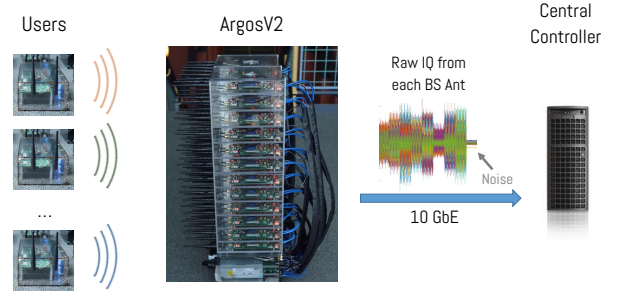 Users
ArgosV2
Central
Controller
Raw IQ from
each BS Ant
Noise
10 GbE
...